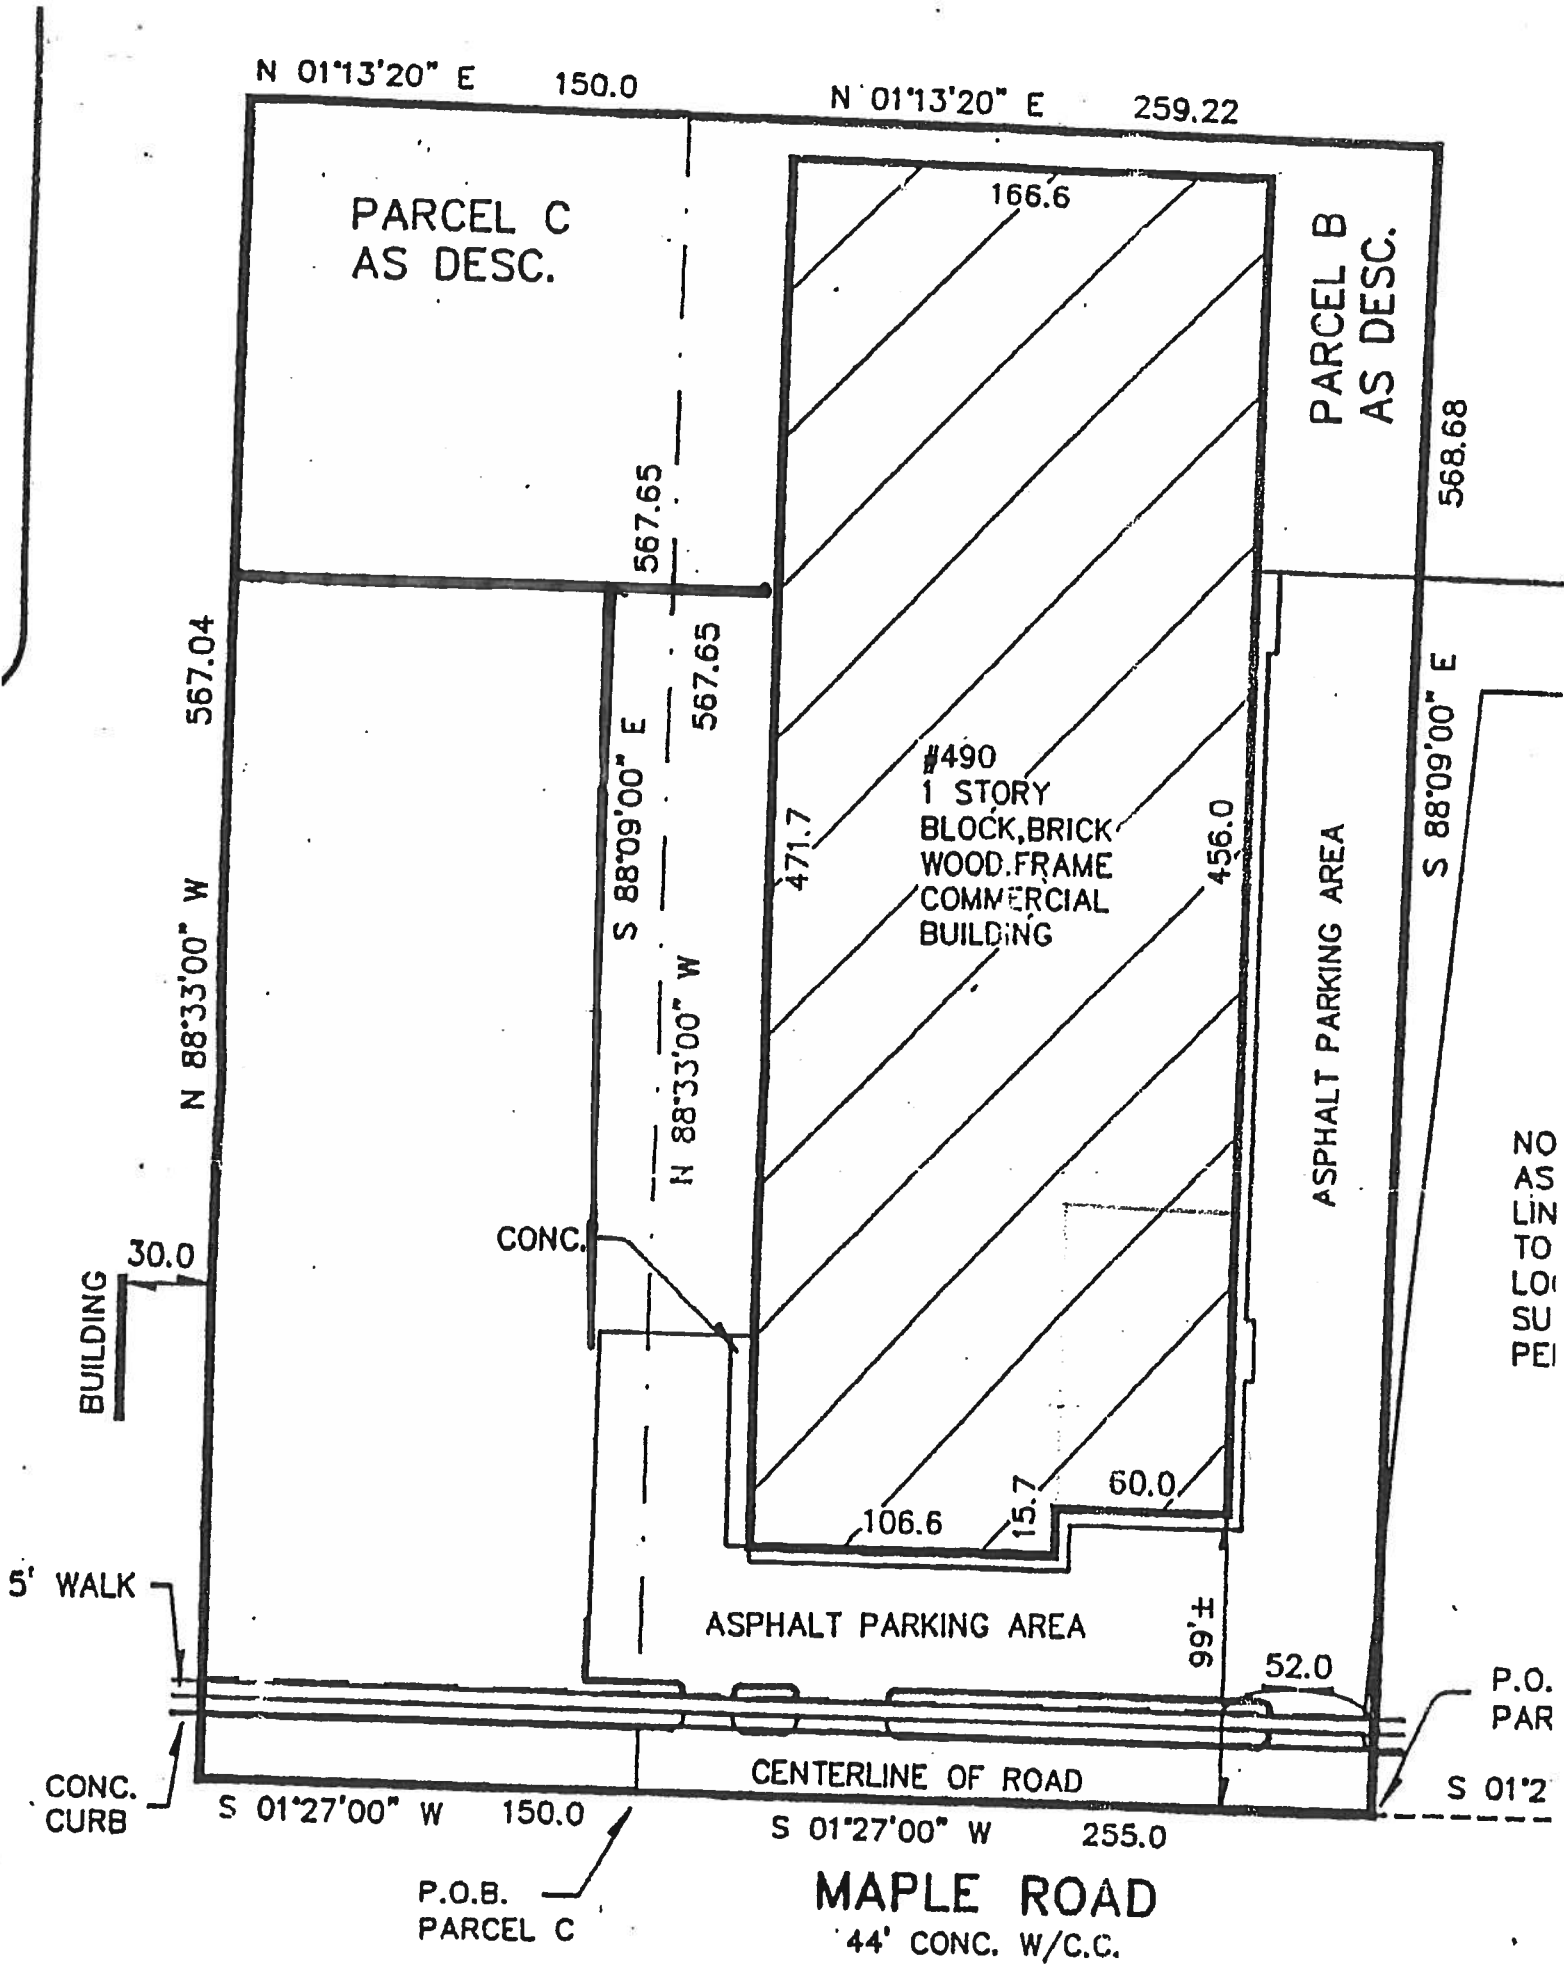 N 01°13'20" E 150.0
N 01°13'20" E 259.22
PARCEL C
AS DESC.
166.6
PARCEL B
AS DESC.
568.68
567.65
567.65
567.04
S 88°09'00" E
S 88°09'00" E
#490
1 STORY
BLOCK,BRICK
WOOD.FRAME
COMMERCIAL
BUILDING
471.7
456.0
ASPHALT PARKING AREA
N 88°33'00" W
N 88°33'00" W
NO
AS
LIN
TO
LO
SU
PE
CONC.
30.0
BUILDING
60.0
15.7
106.6
5' WALK
ASPHALT PARKING AREA
99'±
52.0
P.O.
PAR
CENTERLINE OF ROAD
CONC.
CURB
S 01°27'00" W 150.0
S 01°27'00" W 255.0
S 01°2
P.O.B.
PARCEL C
MAPLE ROAD
44' CONC. W/C.C.